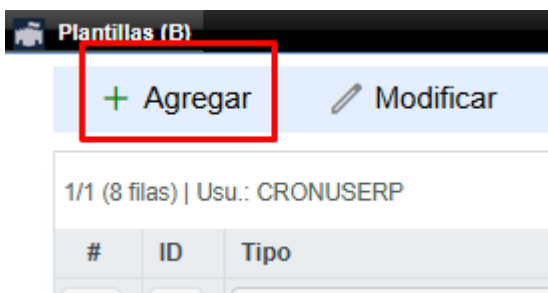 Plantillas (B)
+ Agregar Modificar
1/1 (8 filas) | Usu.: CRONUSERP
# ID Tipo